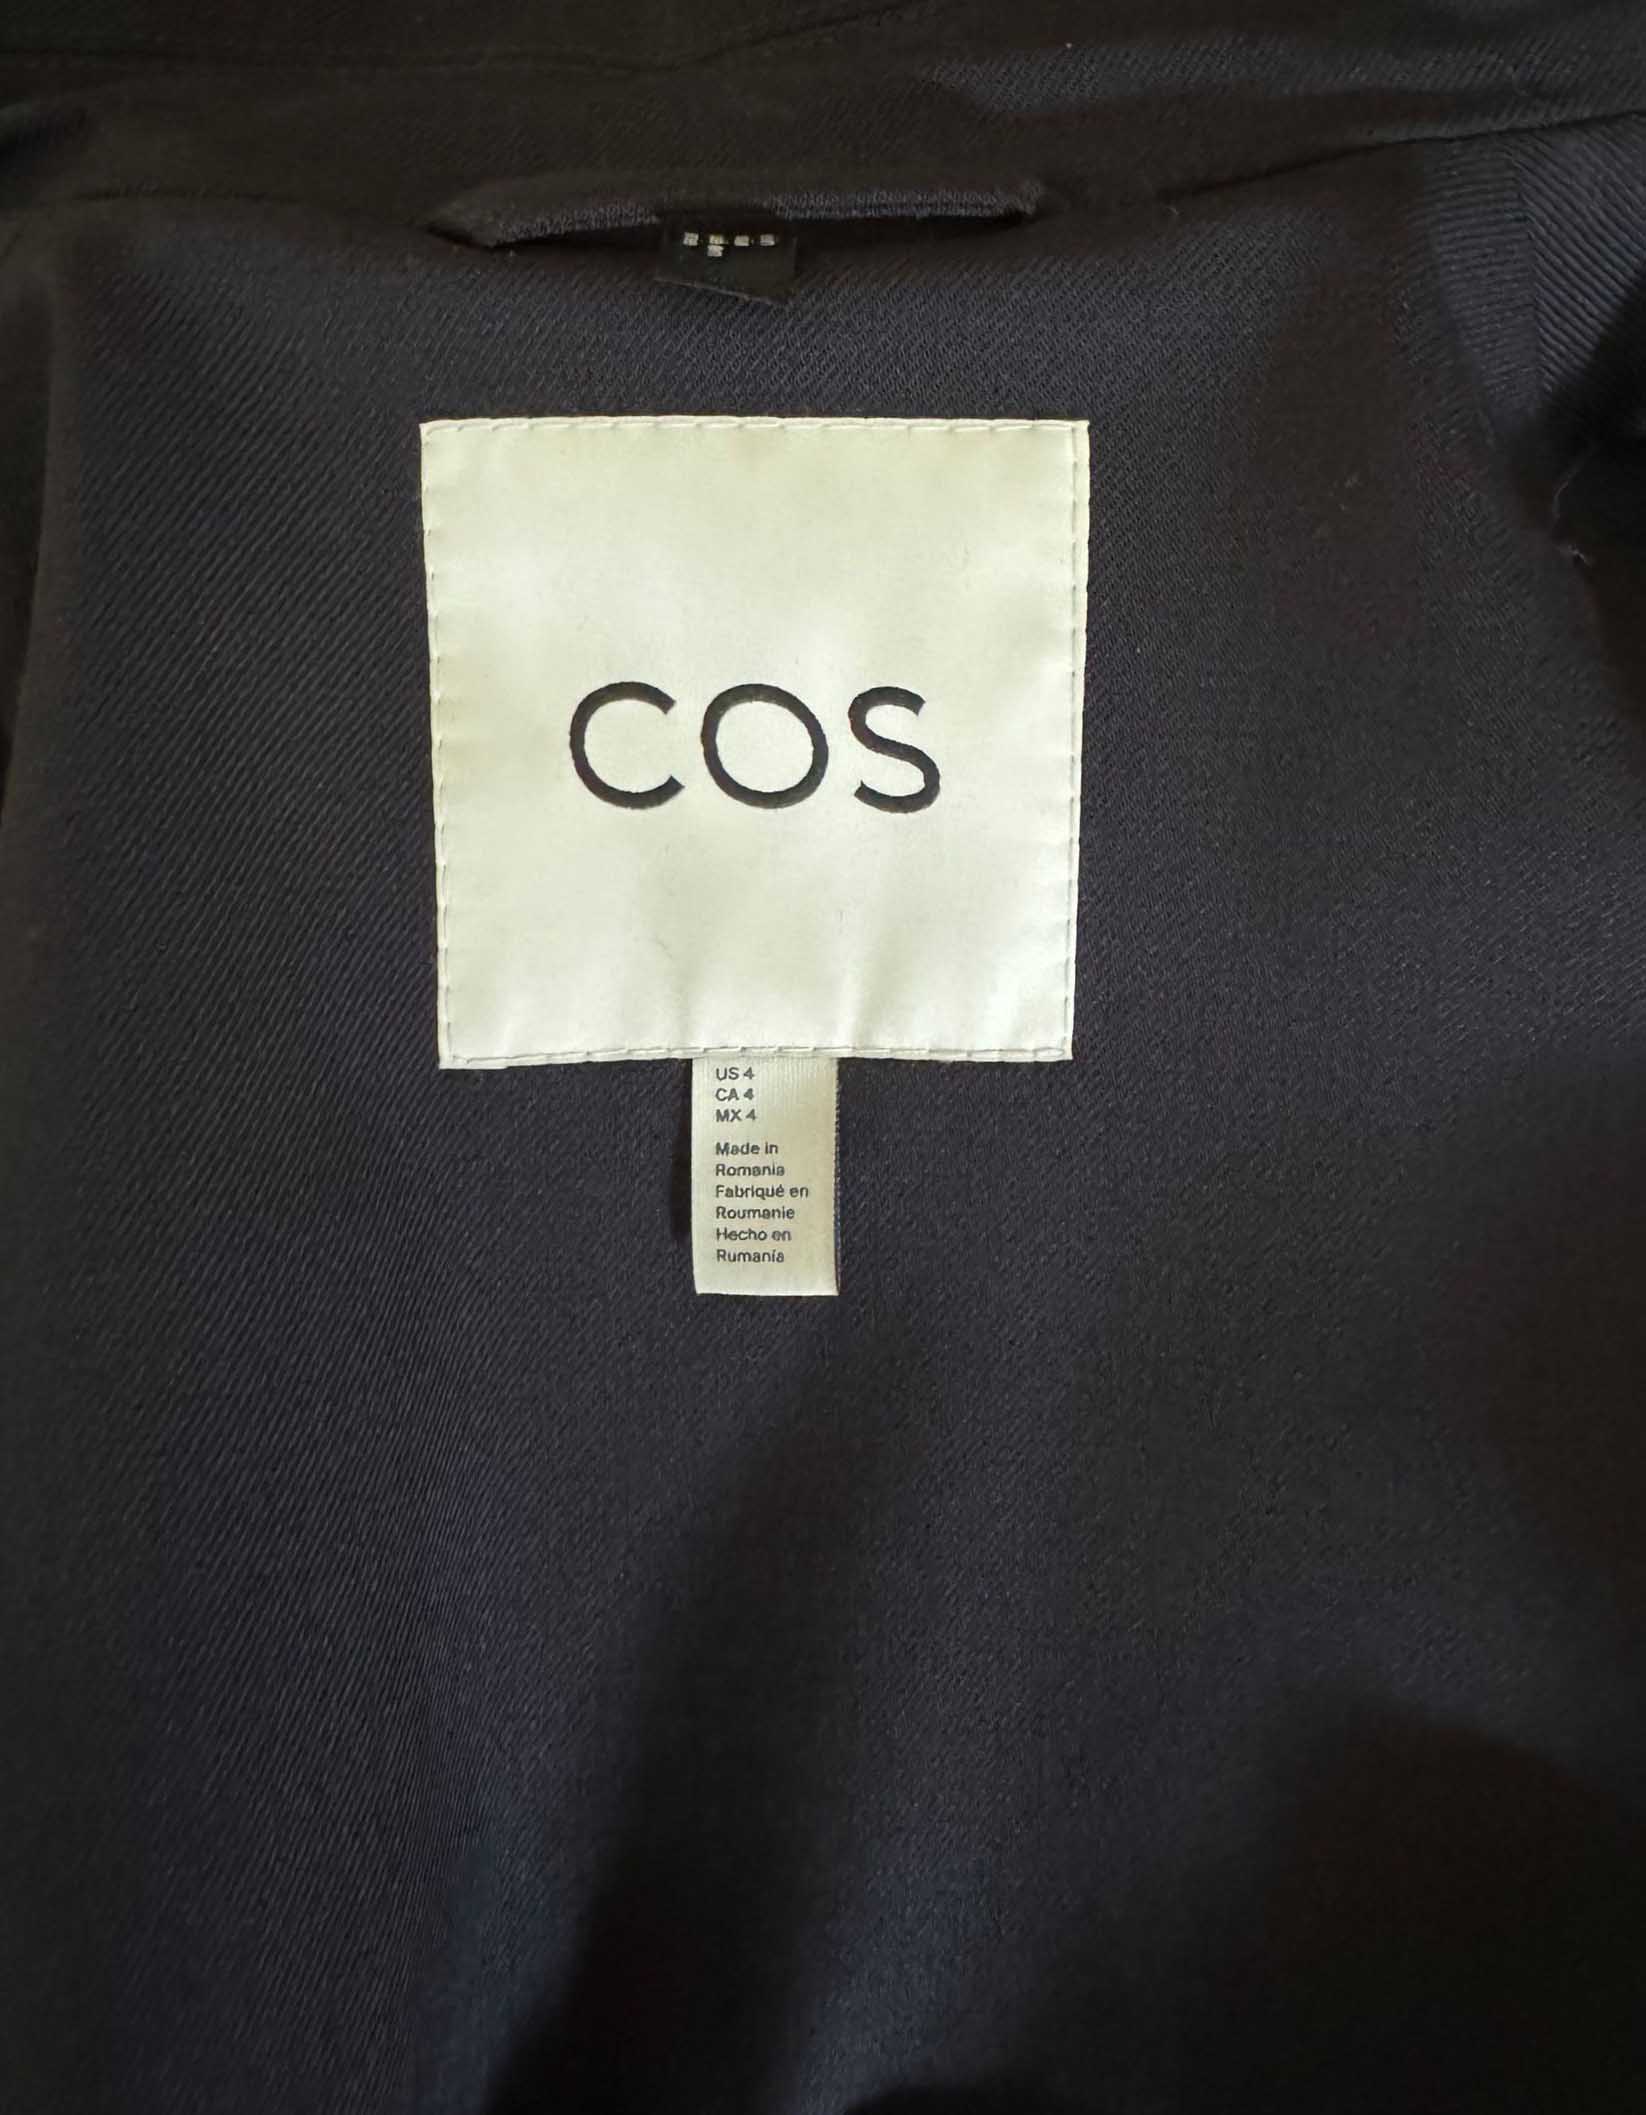 COS
US 4
CA 4
MX 4
Made in
Romania
Fabriqué en
Roumanie
Hecho en
Rumanía